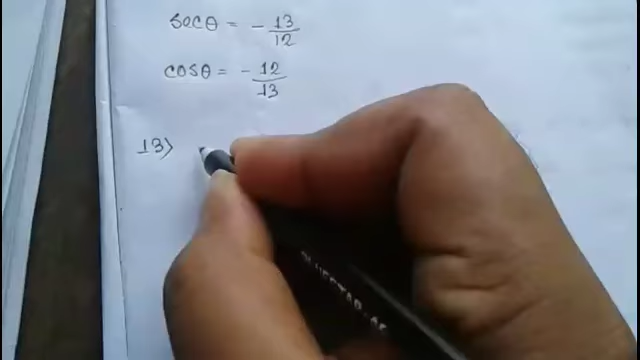 secθ = - 13/12
cosθ = - 12/13
13)